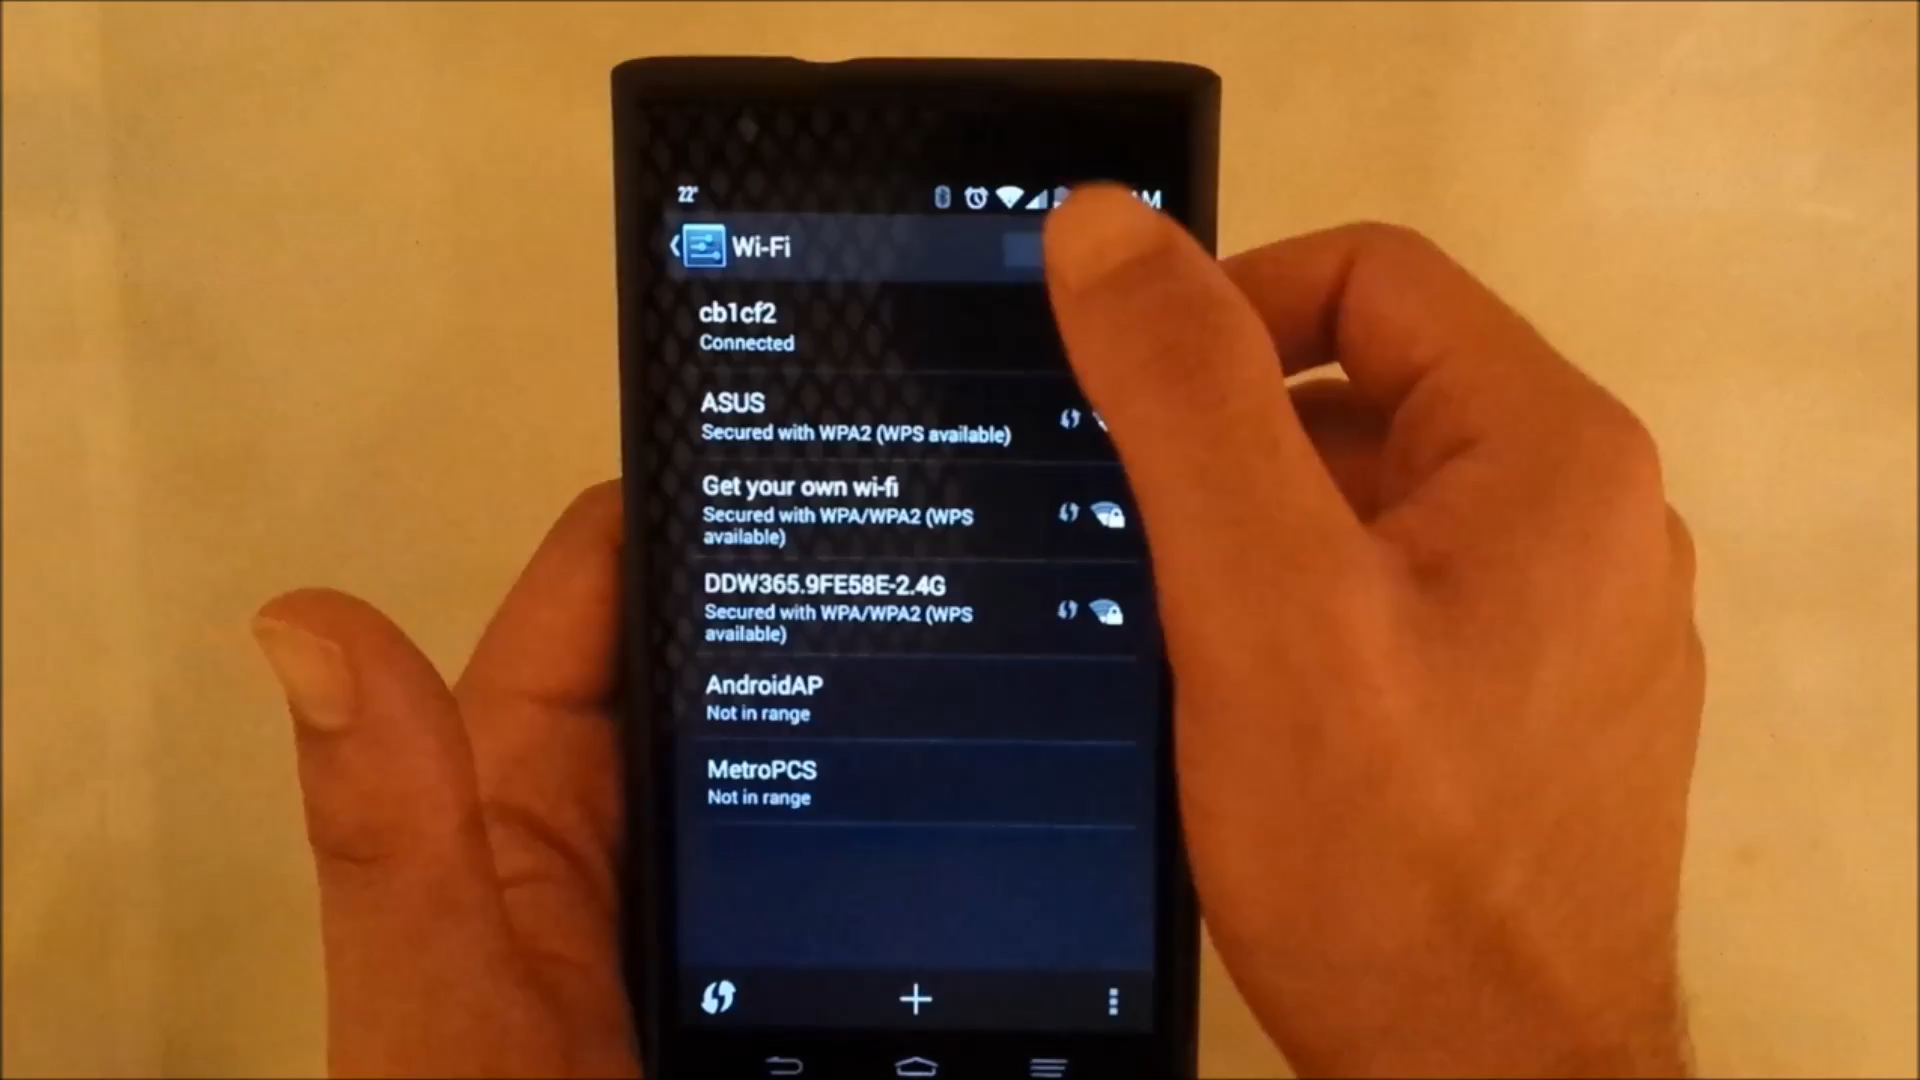 22°
Wi-Fi
cb1cf2
Connected
ASUS
Secured with WPA2 (WPS available)
Get your own wi-fi
Secured with WPA/WPA2 (WPS
available)
DDW365.9FE58E-2.4G
Secured with WPA/WPA2 (WPS
available)
AndroidAP
Not in range
MetroPCS
Not in range